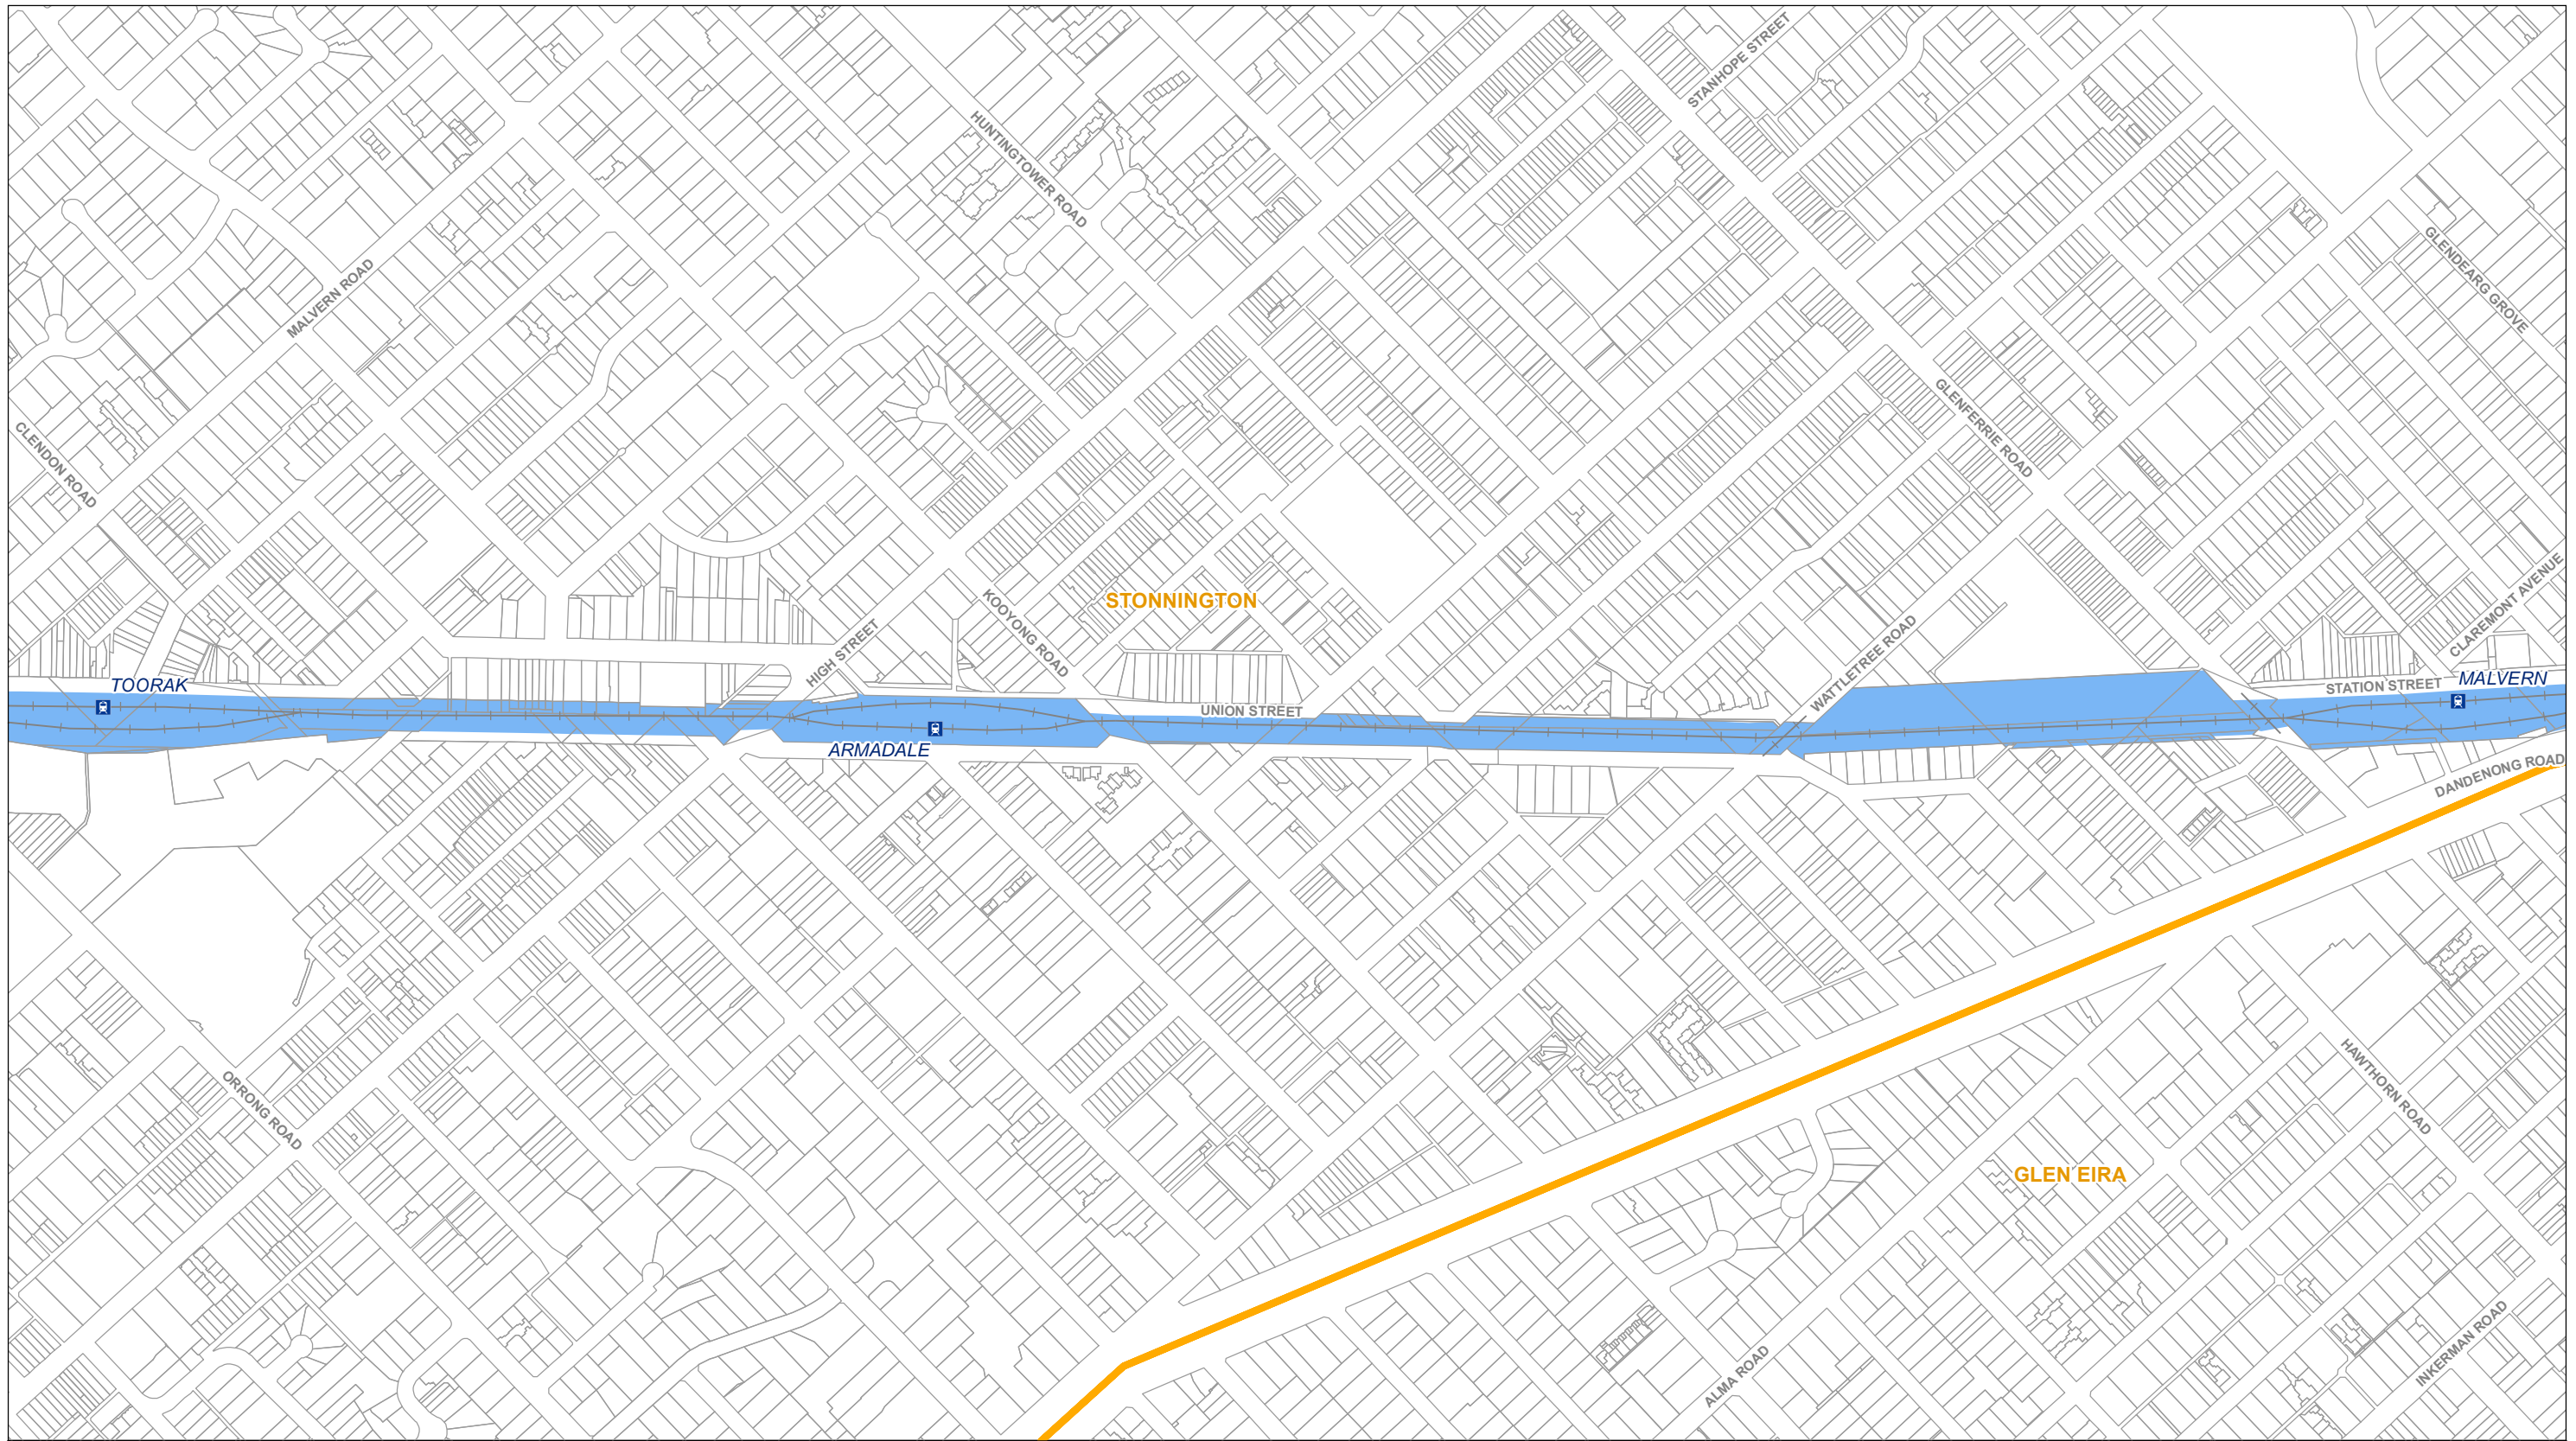 STANHOPE STREET
HUNTINGTOWER ROAD
GLENDEARG GROVE
MALVERN ROAD
GLENFERRIE ROAD
CLENDON ROAD
STONNINGTON
KOOYONG ROAD
CLAREMONT AVENUE
HIGH STREET
WATTLETREE ROAD
TOORAK
MALVERN
STATION STREET
UNION STREET
ARMADALE
DANDENONG ROAD
ORRONG ROAD
HAWTHORN ROAD
GLEN EIRA
INKERMAN ROAD
ALMA ROAD